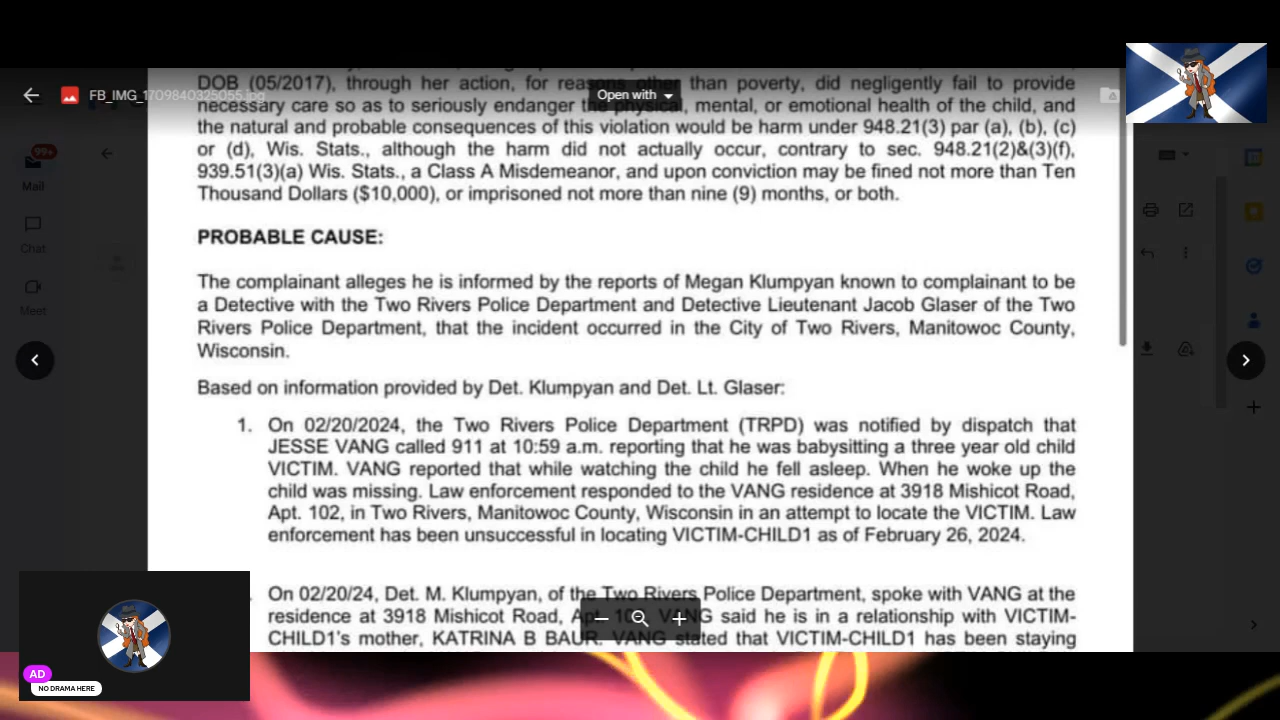 DOB (05/2017), through her action, for reasons other than poverty, did negligently fail to provide
FB_IMG_1709840325055.jpg
Open with
necessary care so as to seriously endanger the physical, mental, or emotional health of the child, and
the natural and probable consequences of this violation would be harm under 948.21(3) par (a), (b), (c)
or (d), Wis. Stats., although the harm did not actually occur, contrary to sec. 948.21(2)&(3)(f),
939.51(3)(a) Wis. Stats., a Class A Misdemeanor, and upon conviction may be fined not more than Ten
Thousand Dollars ($10,000), or imprisoned not more than nine (9) months, or both.
99+
Mail
Chat
Meet
PROBABLE CAUSE:
The complainant alleges he is informed by the reports of Megan Klumpyan known to complainant to be
a Detective with the Two Rivers Police Department and Detective Lieutenant Jacob Glaser of the Two
Rivers Police Department, that the incident occurred in the City of Two Rivers, Manitowoc County,
Wisconsin.
Based on information provided by Det. Klumpyan and Det. Lt. Glaser:
1. On 02/20/2024, the Two Rivers Police Department (TRPD) was notified by dispatch that
JESSE VANG called 911 at 10:59 a.m. reporting that he was babysitting a three year old child
VICTIM. VANG reported that while watching the child he fell asleep. When he woke up the
child was missing. Law enforcement responded to the VANG residence at 3918 Mishicot Road,
Apt. 102, in Two Rivers, Manitowoc County, Wisconsin in an attempt to locate the VICTIM. Law
enforcement has been unsuccessful in locating VICTIM-CHILD1 as of February 26, 2024.
On 02/20/24, Det. M. Klumpyan, of the Two Rivers Police Department, spoke with VANG at the
residence at 3918 Mishicot Road, Apt. VANG said he is in a relationship with VICTIM-
CHILD1's mother, KATRINA B BAUR. VANG stated that VICTIM-CHILD1 has been staying
AD
NO DRAMA HERE